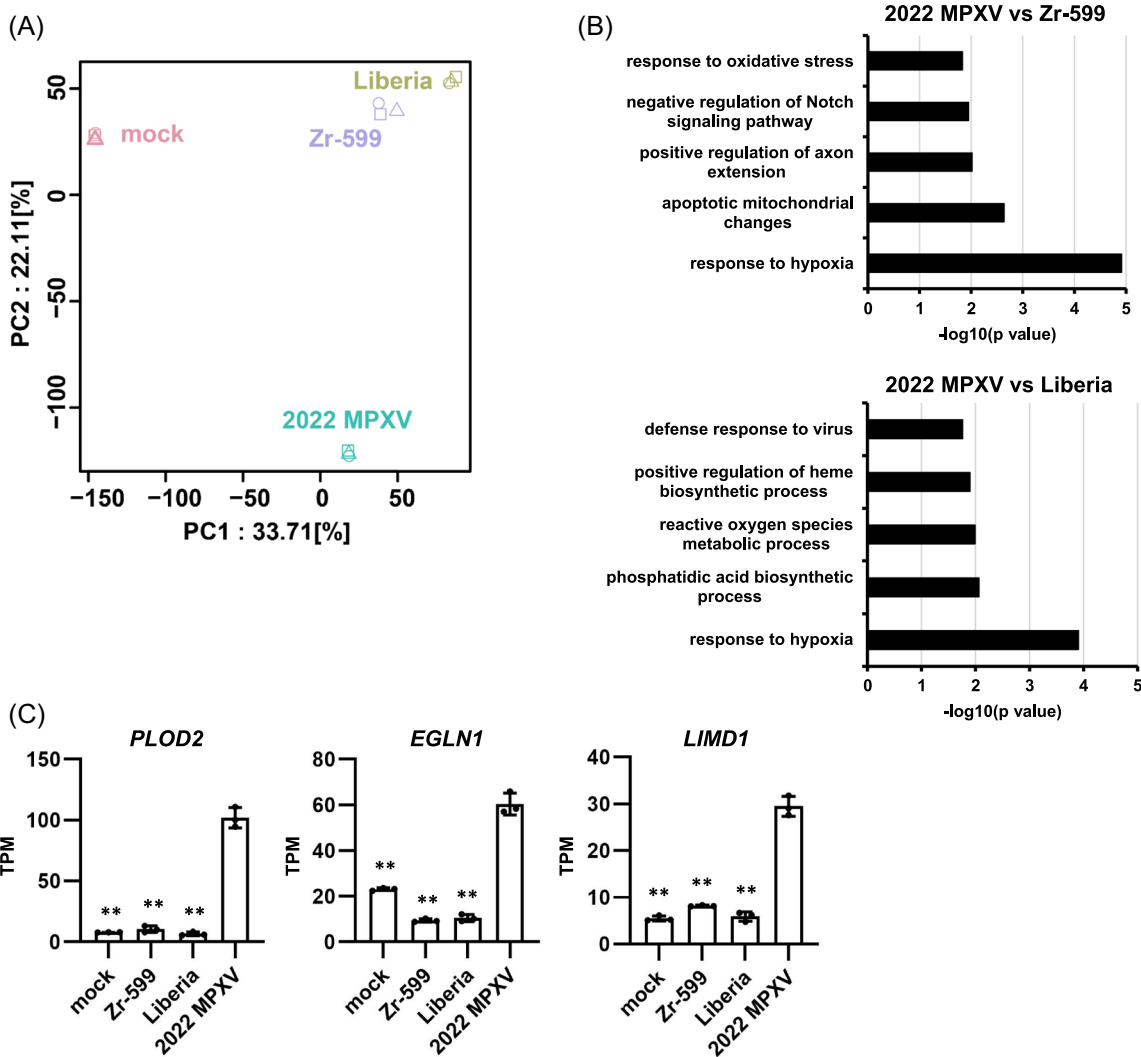 (A)
50
0
−50
−100
PC2 : 22.11[%]
Liberia
mock
Zr-599
2022 MPXV
−150
−100
−50
0
50
PC1 : 33.71[%]
(B)
2022 MPXV vs Zr-599
response to oxidative stress
negative regulation of Notch
signaling pathway
positive regulation of axon
extension
apoptotic mitochondrial
changes
response to hypoxia
0 1 2 3 4 5
-log10(p value)
2022 MPXV vs Liberia
defense response to virus
positive regulation of heme
biosynthetic process
reactive oxygen species
metabolic process
phosphatidic acid biosynthetic
process
response to hypoxia
0 1 2 3 4 5
-log10(p value)
(C)
PLOD2
150
100
50
0
TPM
** ** **
mock
Zr-599
Liberia
2022 MPXV
EGLN1
80
60
40
20
0
TPM
** ** **
mock
Zr-599
Liberia
2022 MPXV
LIMD1
40
30
20
10
0
TPM
** ** **
mock
Zr-599
Liberia
2022 MPXV